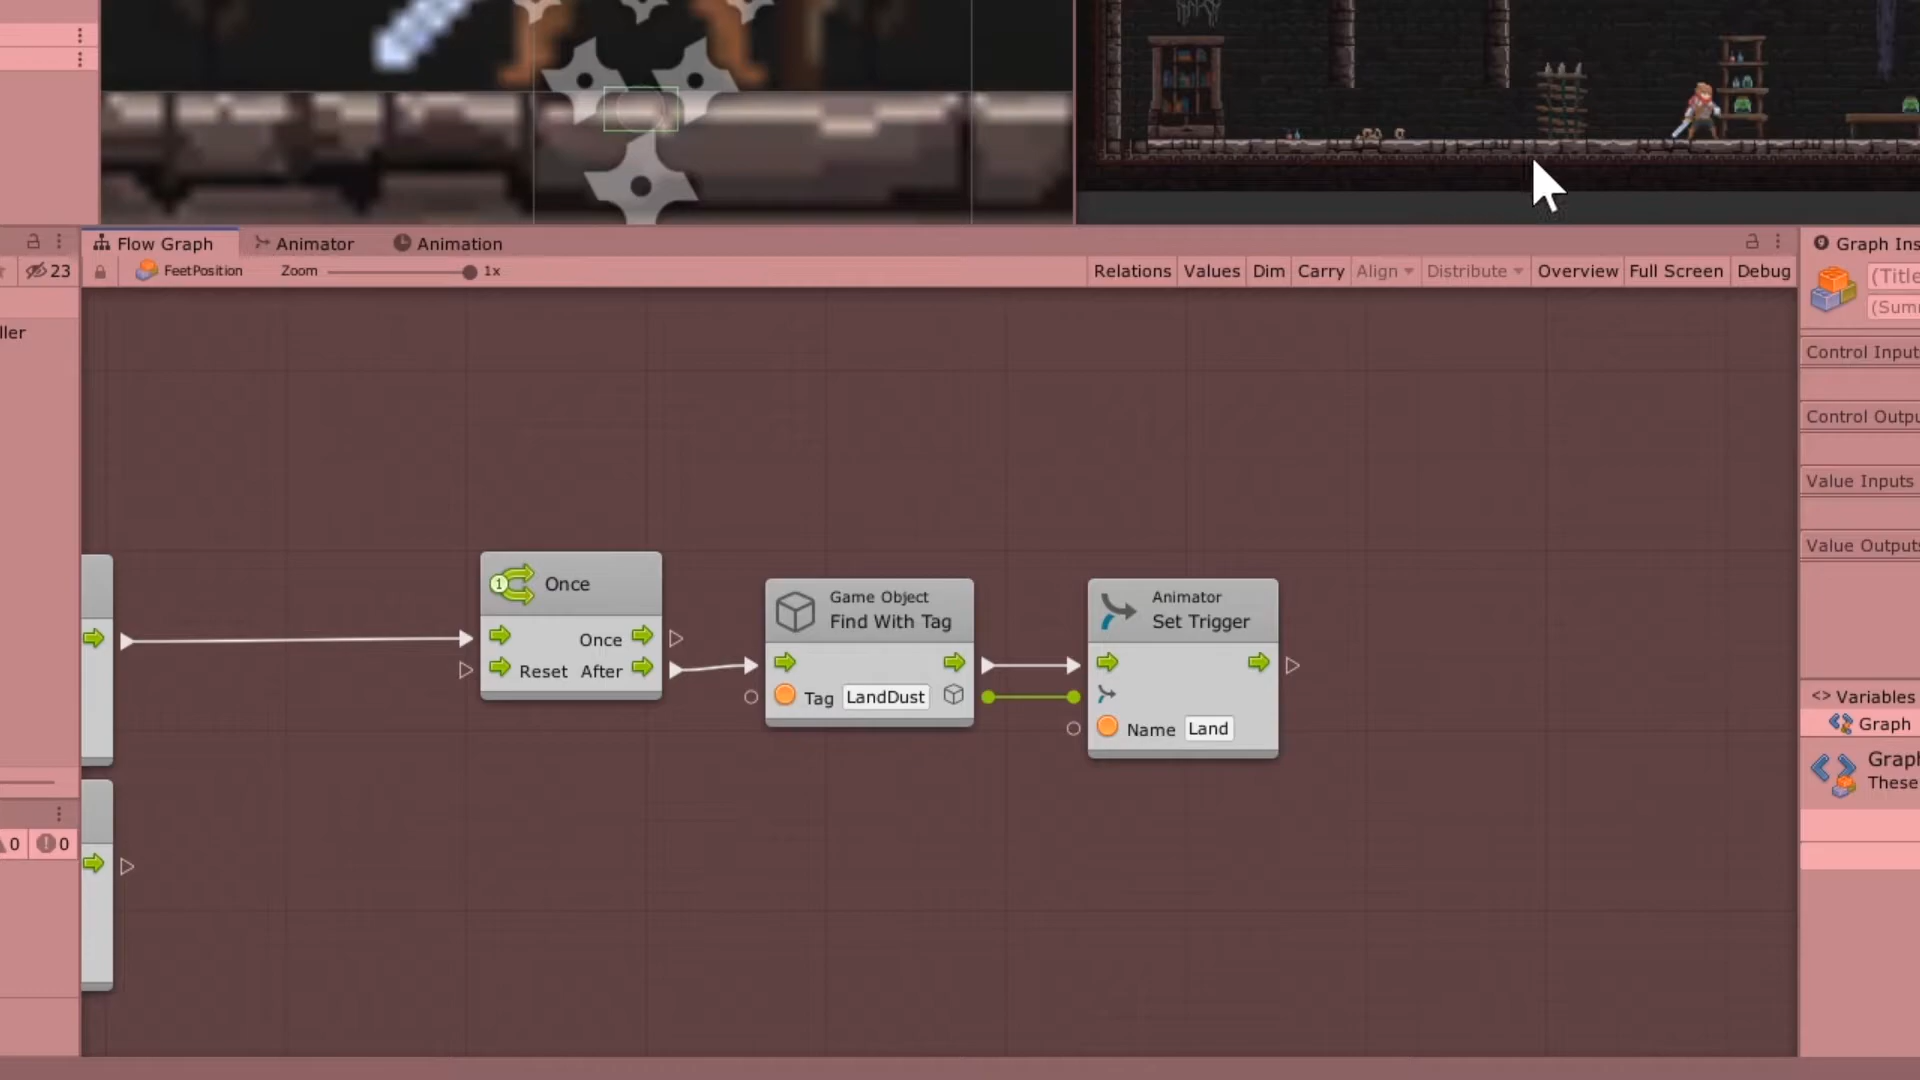 Flow Graph
Animator
Animation
Graph Ins
23
FeetPosition
Zoom
1x
Relations
Values
Dim
Carry
Align
Distribute
Overview
Full Screen
Debug
(Title
(Sum
ller
Control Input
Control Outpu
Value Inputs
Value Outputs
1
Once
Once
Reset After
Game Object
Find With Tag
Tag LandDust
Animator
Set Trigger
Name Land
<> Variables
Graph
Graph
These
0
0